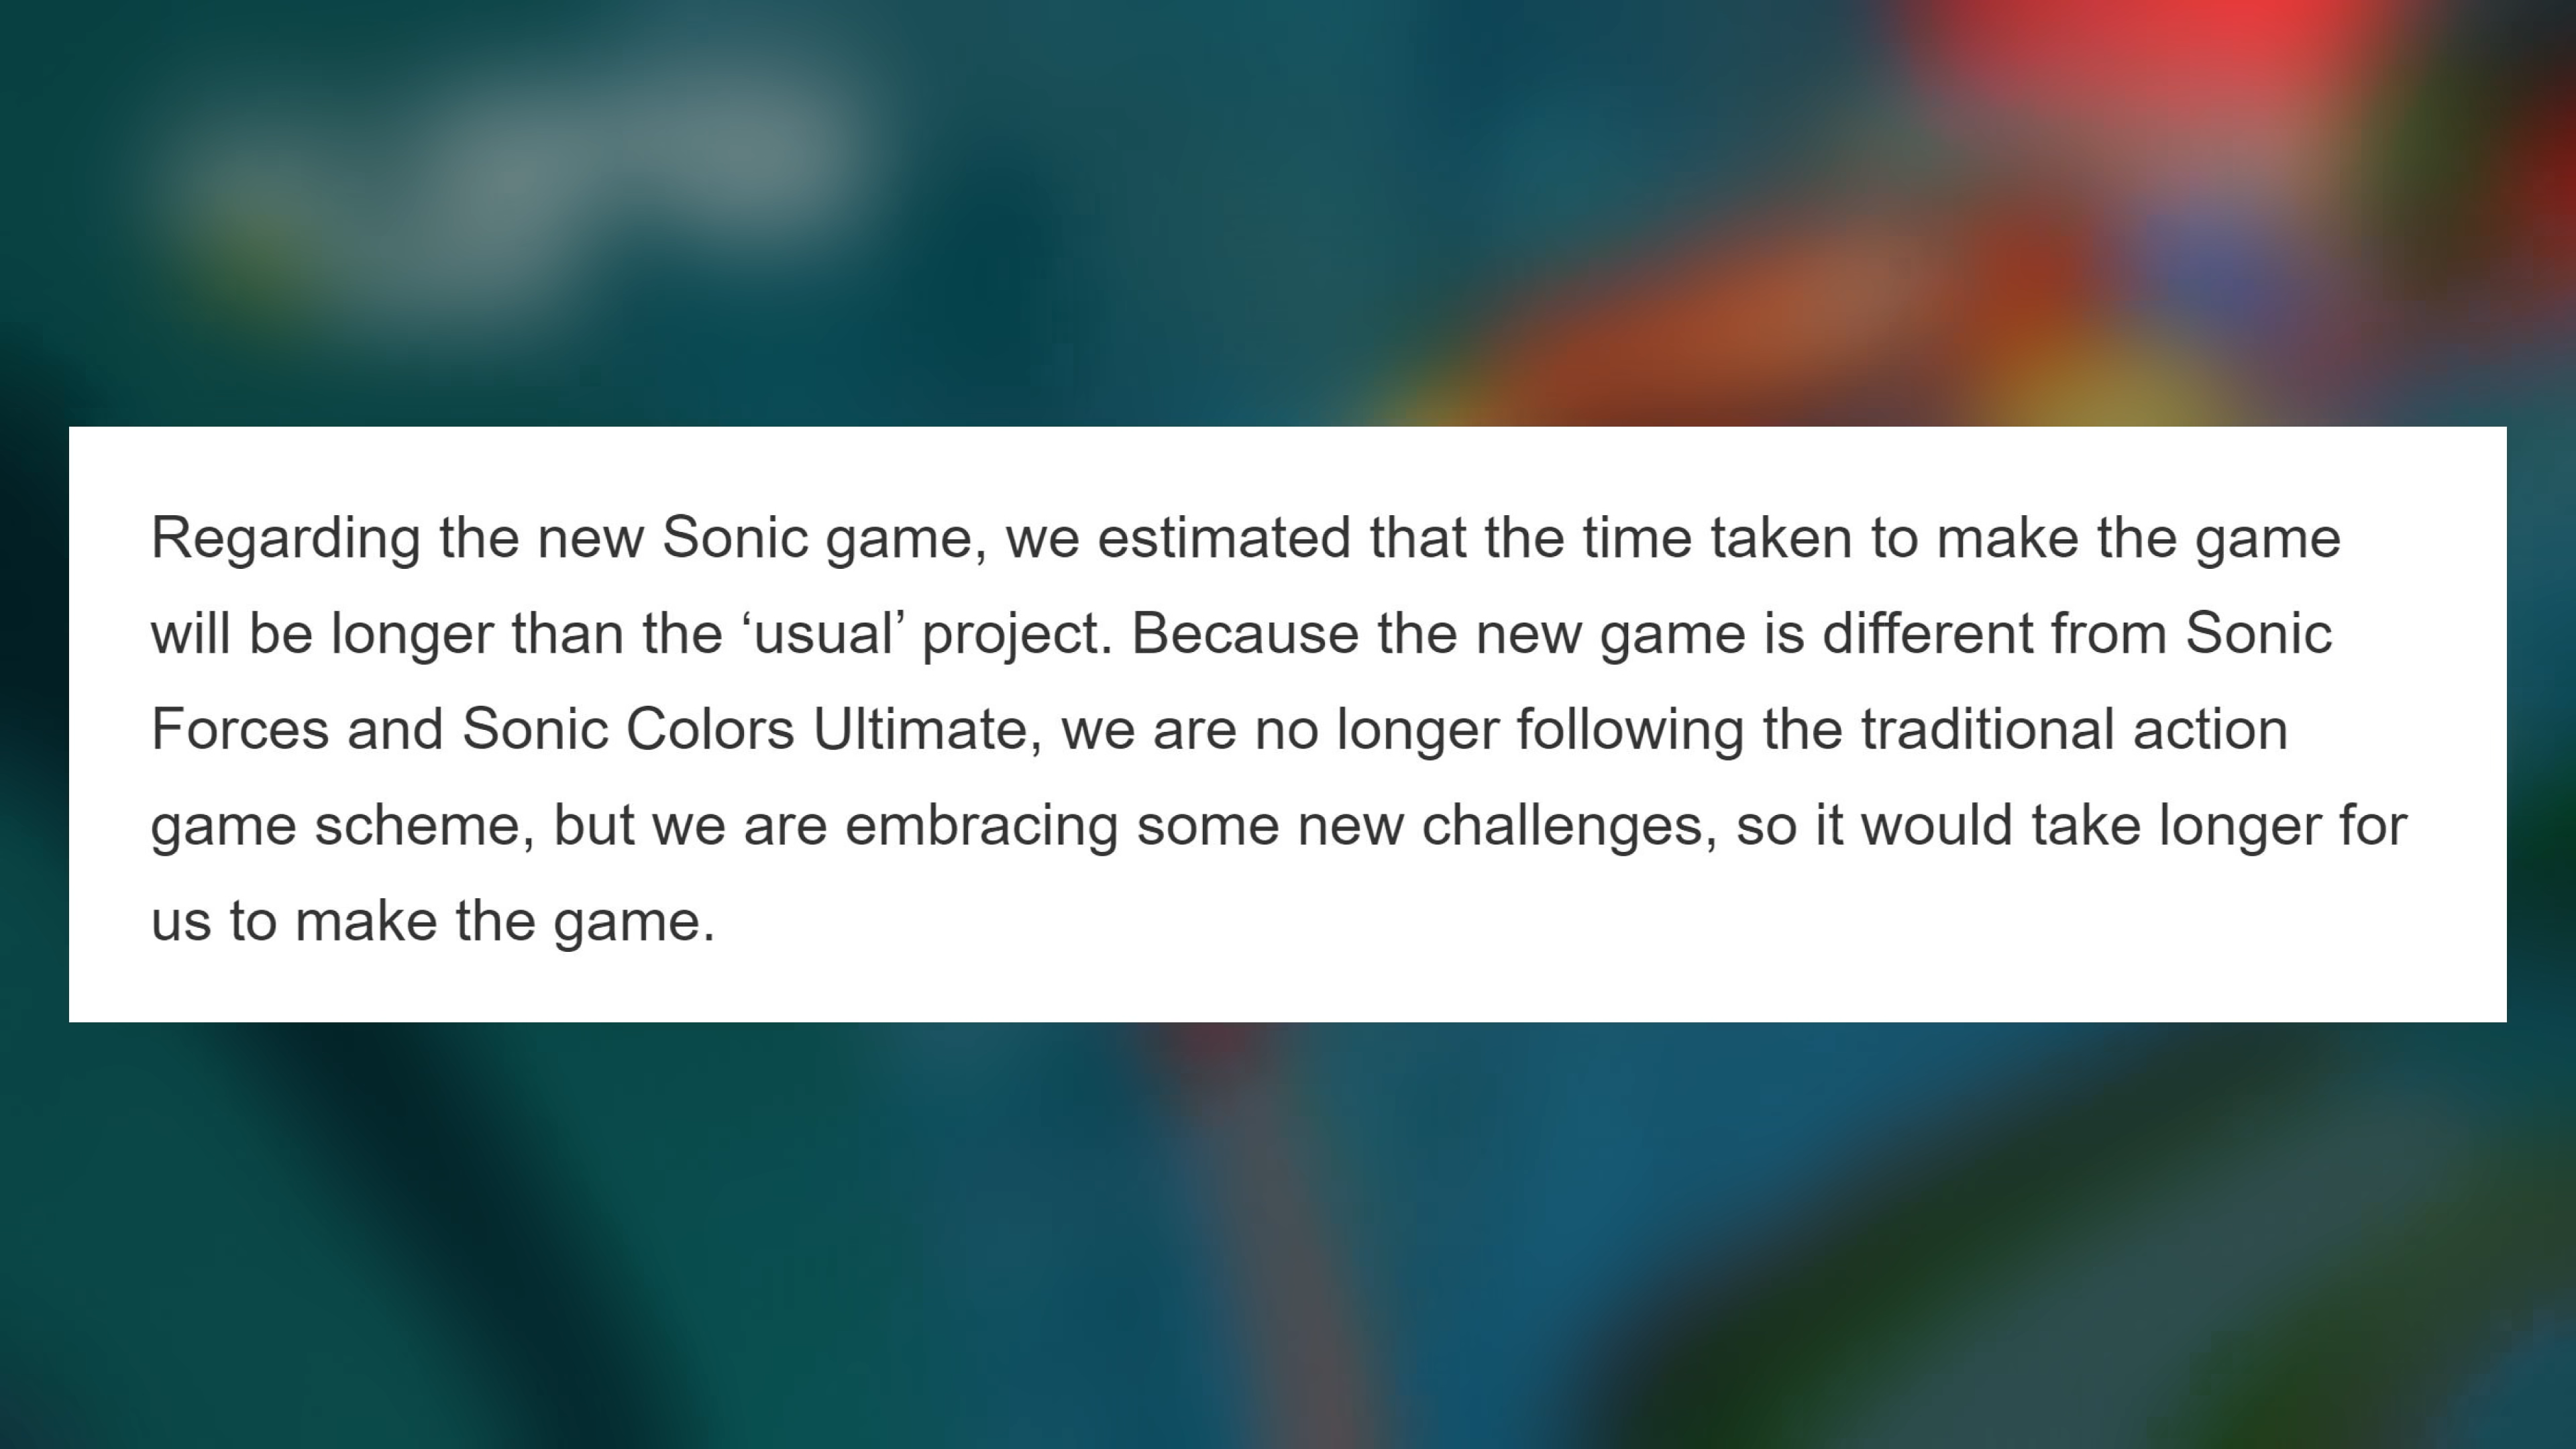 Regarding the new Sonic game, we estimated that the time taken to make the game
will be longer than the ‘usual’ project. Because the new game is different from Sonic
Forces and Sonic Colors Ultimate, we are no longer following the traditional action
game scheme, but we are embracing some new challenges, so it would take longer for
us to make the game.